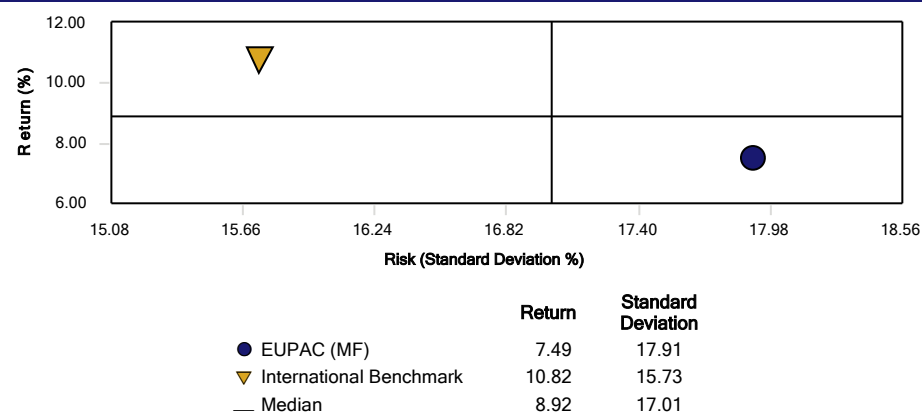 12.00
10.00
8.00
6.00
Return (%)
15.08 15.66 16.24 16.82 17.40 17.98 18.56
Risk (Standard Deviation %)
Return Standard Deviation
EUPAC (MF) 7.49 17.91
International Benchmark 10.82 15.73
Median 8.92 17.01